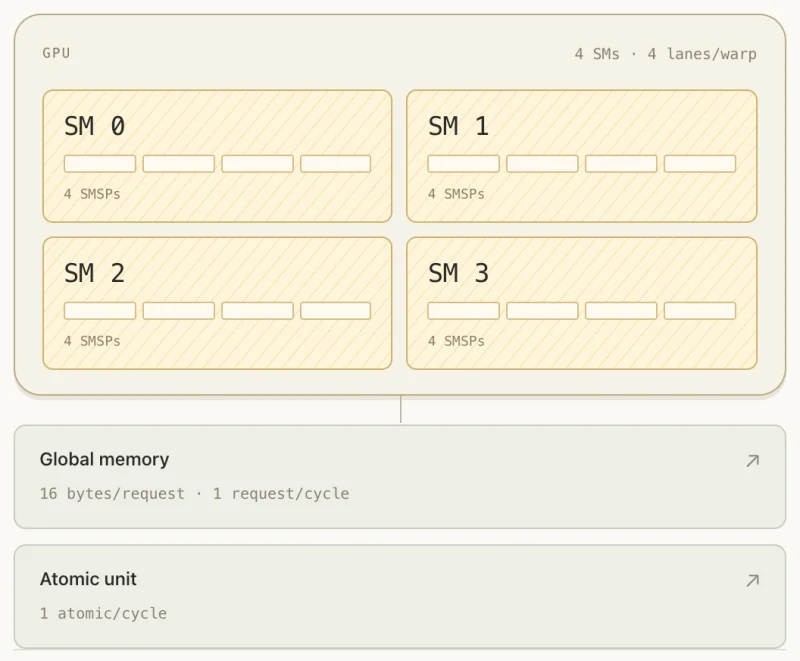 GPU
4 SMs · 4 lanes/warp
SM 0
4 SMSPs
SM 1
4 SMSPs
SM 2
4 SMSPs
SM 3
4 SMSPs
Global memory
16 bytes/request · 1 request/cycle
Atomic unit
1 atomic/cycle